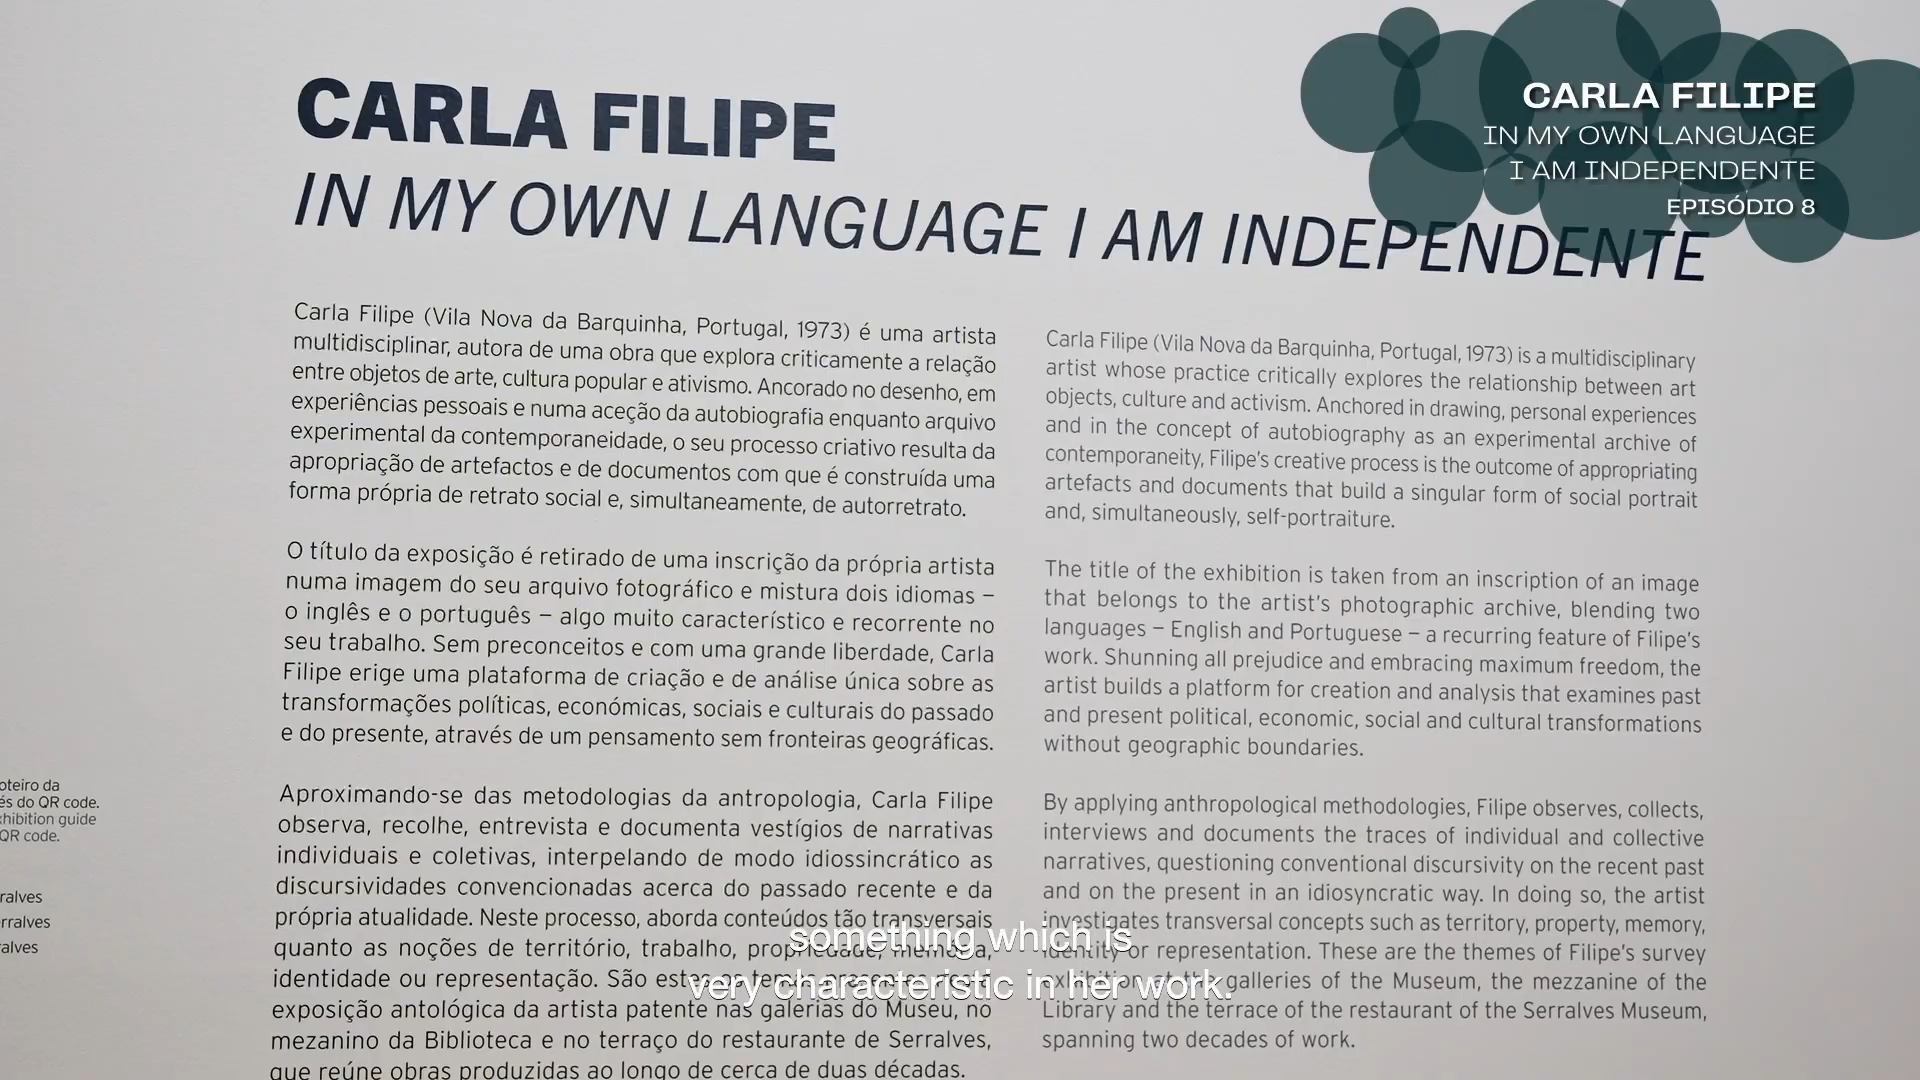 CARLA FILIPE
IN MY OWN LANGUAGE I AM INDEPENDENTE
Carla Filipe (Vila Nova da Barquinha, Portugal, 1973) é uma artista
multidisciplinar, autora de uma obra que explora criticamente a relação
entre objetos de arte, cultura popular e ativismo. Ancorado no desenho, em
experiências pessoais e numa aceção da autobiografia enquanto arquivo
experimental da contemporaneidade, o seu processo criativo resulta da
apropriação de artefactos e de documentos com que é construída uma
forma própria de retrato social e, simultaneamente, de autorretrato.
O título da exposição é retirado de uma inscrição da própria artista
numa imagem do seu arquivo fotográfico e mistura dois idiomas –
o inglês e o português – algo muito característico e recorrente no
seu trabalho. Sem preconceitos e com uma grande liberdade, Carla
Filipe erige uma plataforma de criação e de análise única sobre as
transformações políticas, económicas, sociais e culturais do passado
e do presente, através de um pensamento sem fronteiras geográficas.
Aproximando-se das metodologias da antropologia, Carla Filipe
observa, recolhe, entrevista e documenta vestígios de narrativas
individuais e coletivas, interpelando de modo idiossincrático as
discursividades convencionadas acerca do passado recente e da
própria atualidade. Neste processo, aborda conteúdos tão transversais
quanto as noções de território, trabalho, propriedade, memória,
identidade ou representação. São estes os temas
exposição antológica da artista patente nas galerias do Museu, no
mezanino da Biblioteca e no terraço do restaurante de Serralves,
que reúne obras produzidas ao longo de cerca de duas décadas.
Carla Filipe (Vila Nova da Barquinha, Portugal, 1973) is a multidisciplinary
artist whose practice critically explores the relationship between art
objects, culture and activism. Anchored in drawing, personal experiences
and in the concept of autobiography as an experimental archive of
contemporaneity, Filipe's creative process is the outcome of appropriating
artefacts and documents that build a singular form of social portrait
and, simultaneously, self-portraiture.
The title of the exhibition is taken from an inscription of an image
that belongs to the artist's photographic archive, blending two
languages – English and Portuguese – a recurring feature of Filipe's
work. Shunning all prejudice and embracing maximum freedom, the
artist builds a platform for creation and analysis that examines past
and present political, economic, social and cultural transformations
without geographic boundaries.
By applying anthropological methodologies, Filipe observes, collects,
interviews and documents the traces of individual and collective
narratives, questioning conventional discursivity on the recent past
and on the present in an idiosyncratic way. In doing so, the artist
investigates transversal concepts such as territory, property, memory,
identity or representation. These are the themes of Filipe's survey
exhibition at the galleries of the Museum, the mezzanine of the
Library and the terrace of the restaurant of the Serralves Museum,
spanning two decades of work.
oteiro da
és do QR code.
xhibition guide
QR code.
ralves
rralves
alves
CARLA FILIPE
IN MY OWN LANGUAGE
I AM INDEPENDENTE
EPISÓDIO 8
something which is
very characteristic in her work.